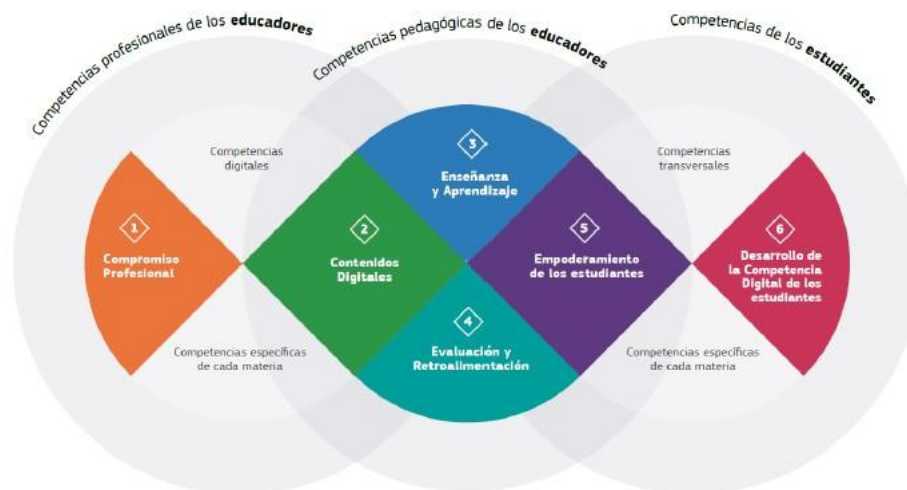 Competencias profesionales de los educadores
Competencias pedagógicas de los educadores
Competencias de los estudiantes
Competencias
digitales
3
Enseñanza
y Aprendizaje
Competencias
transversales
1
Compromiso
Profesional
2
Contenidos
Digitales
5
Empoderamiento
de los estudiantes
6
Desarrollo de
la Competencia
Digital de los
estudiantes
4
Evaluación y
Retroalimentación
Competencias específicas
de cada materia
Competencias específicas
de cada materia